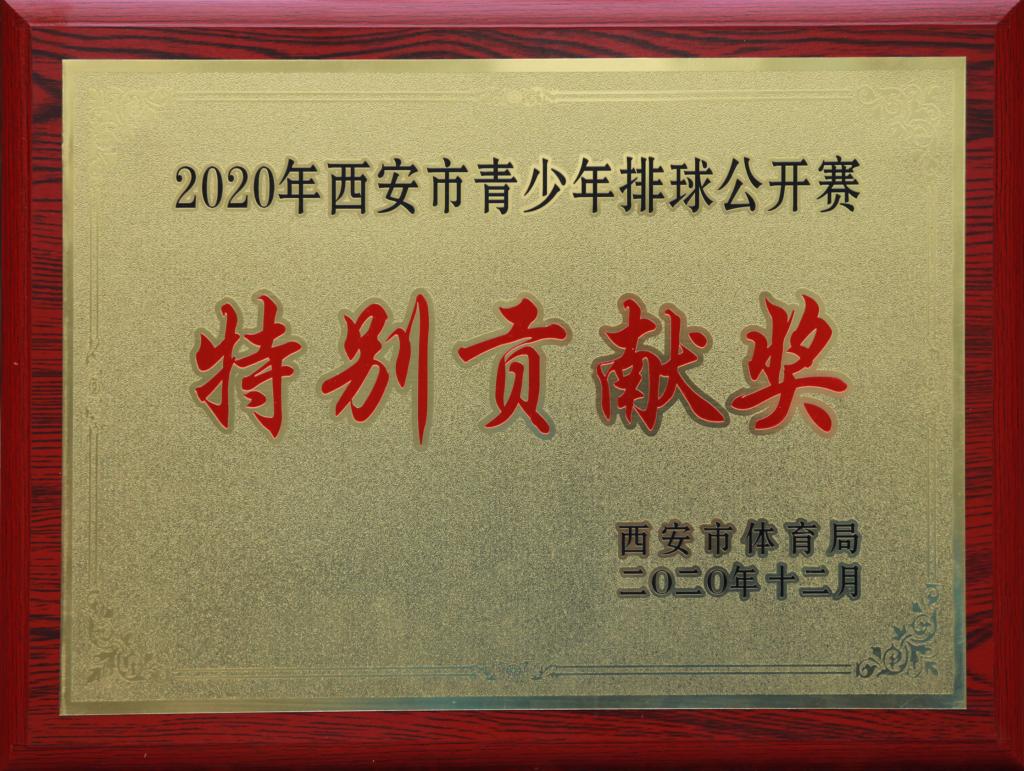 2020年西安市青少年排球公开赛
特别贡献奖
西安市体育局
二〇二〇年十二月